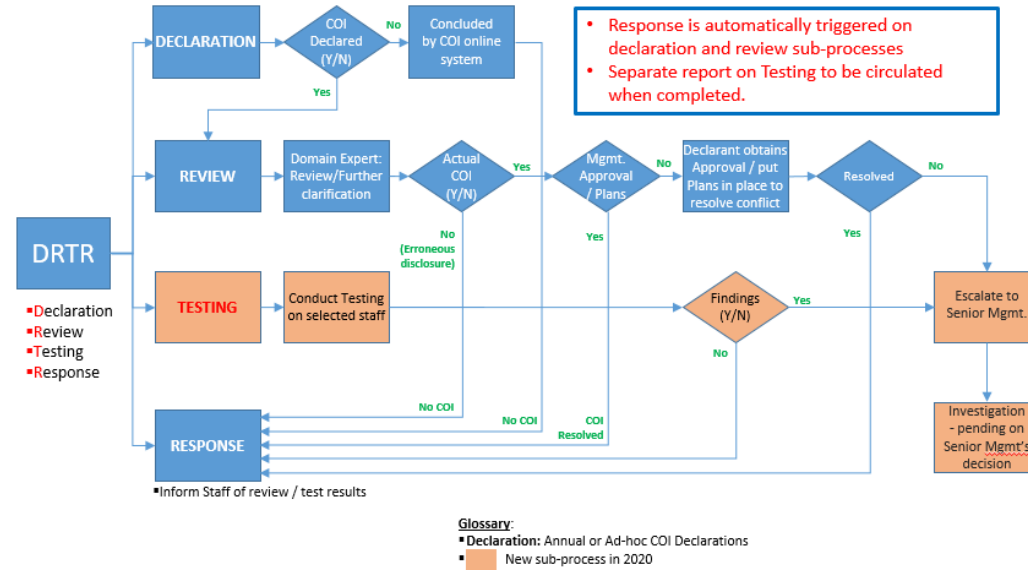 DECLARATION
COI
Declared
(Y/N)
No
Concluded
by COI online
system
Yes
• Response is automatically triggered on
declaration and review sub-processes
• Separate report on Testing to be circulated
when completed.
REVIEW
Domain Expert:
Review/Further
clarification
Actual
COI
(Y/N)
Yes
Mgmt.
Approval
/ Plans
No
Declarant obtains
Approval / put
Plans in place to
resolve conflict
Resolved
No
No
(Erroneous
disclosure)
Yes
Yes
DRTR
▪Declaration
▪Review
▪Testing
▪Response
TESTING
Conduct Testing
on selected staff
Findings
(Y/N)
Yes
No
Escalate to
Senior Mgmt.
RESPONSE
No COI
No COI
COI
Resolved
Investigation
- pending on
Senior Mgmt's
decision
▪Inform Staff of review / test results
Glossary:
▪Declaration: Annual or Ad-hoc COI Declarations
▪ New sub-process in 2020